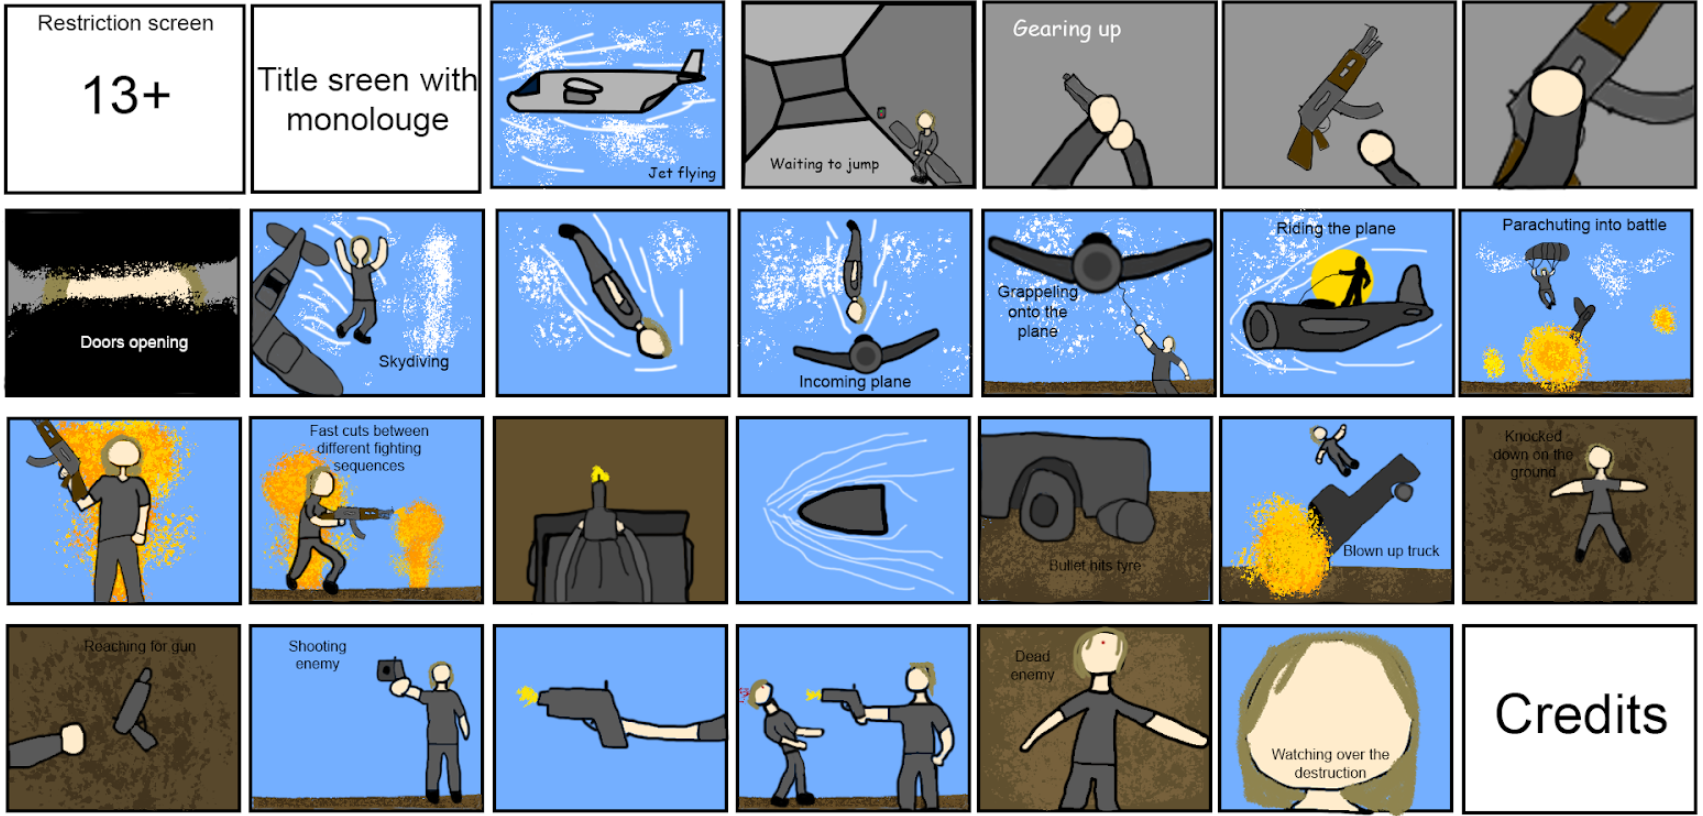 Restriction screen
13+
Title sreen with
monolouge
Jet flying
Waiting to jump
Gearing up
Doors opening
Skydiving
Incoming plane
Grappeling
onto the
plane
Riding the plane
Parachuting into battle
Fast cuts between
different fighting
sequences
Bullet hits tyre
Blown up truck
Knocked
down on the
ground
Reaching for gun
Shooting
enemy
Dead
enemy
Watching over the
destruction
Credits